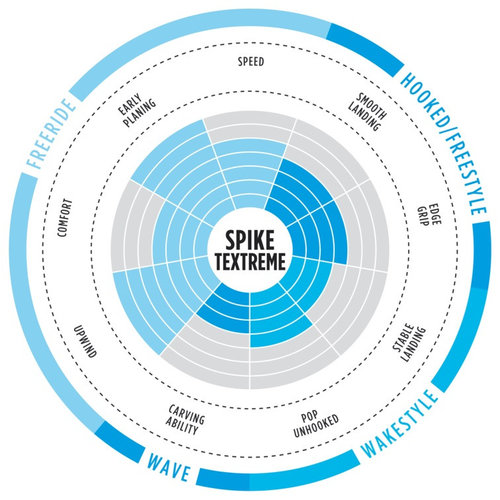 SPEED
SMOOTH
LANDING
HOOKED/FREESTYLE
EDGE
GRIP
STABLE
LANDING
WAKESTYLE
POP
UNHOOKED
CARVING
ABILITY
WAVE
UPWIND
COMFORT
FREERIDE
EARLY
PLANING
SPIKE
TEXTREME